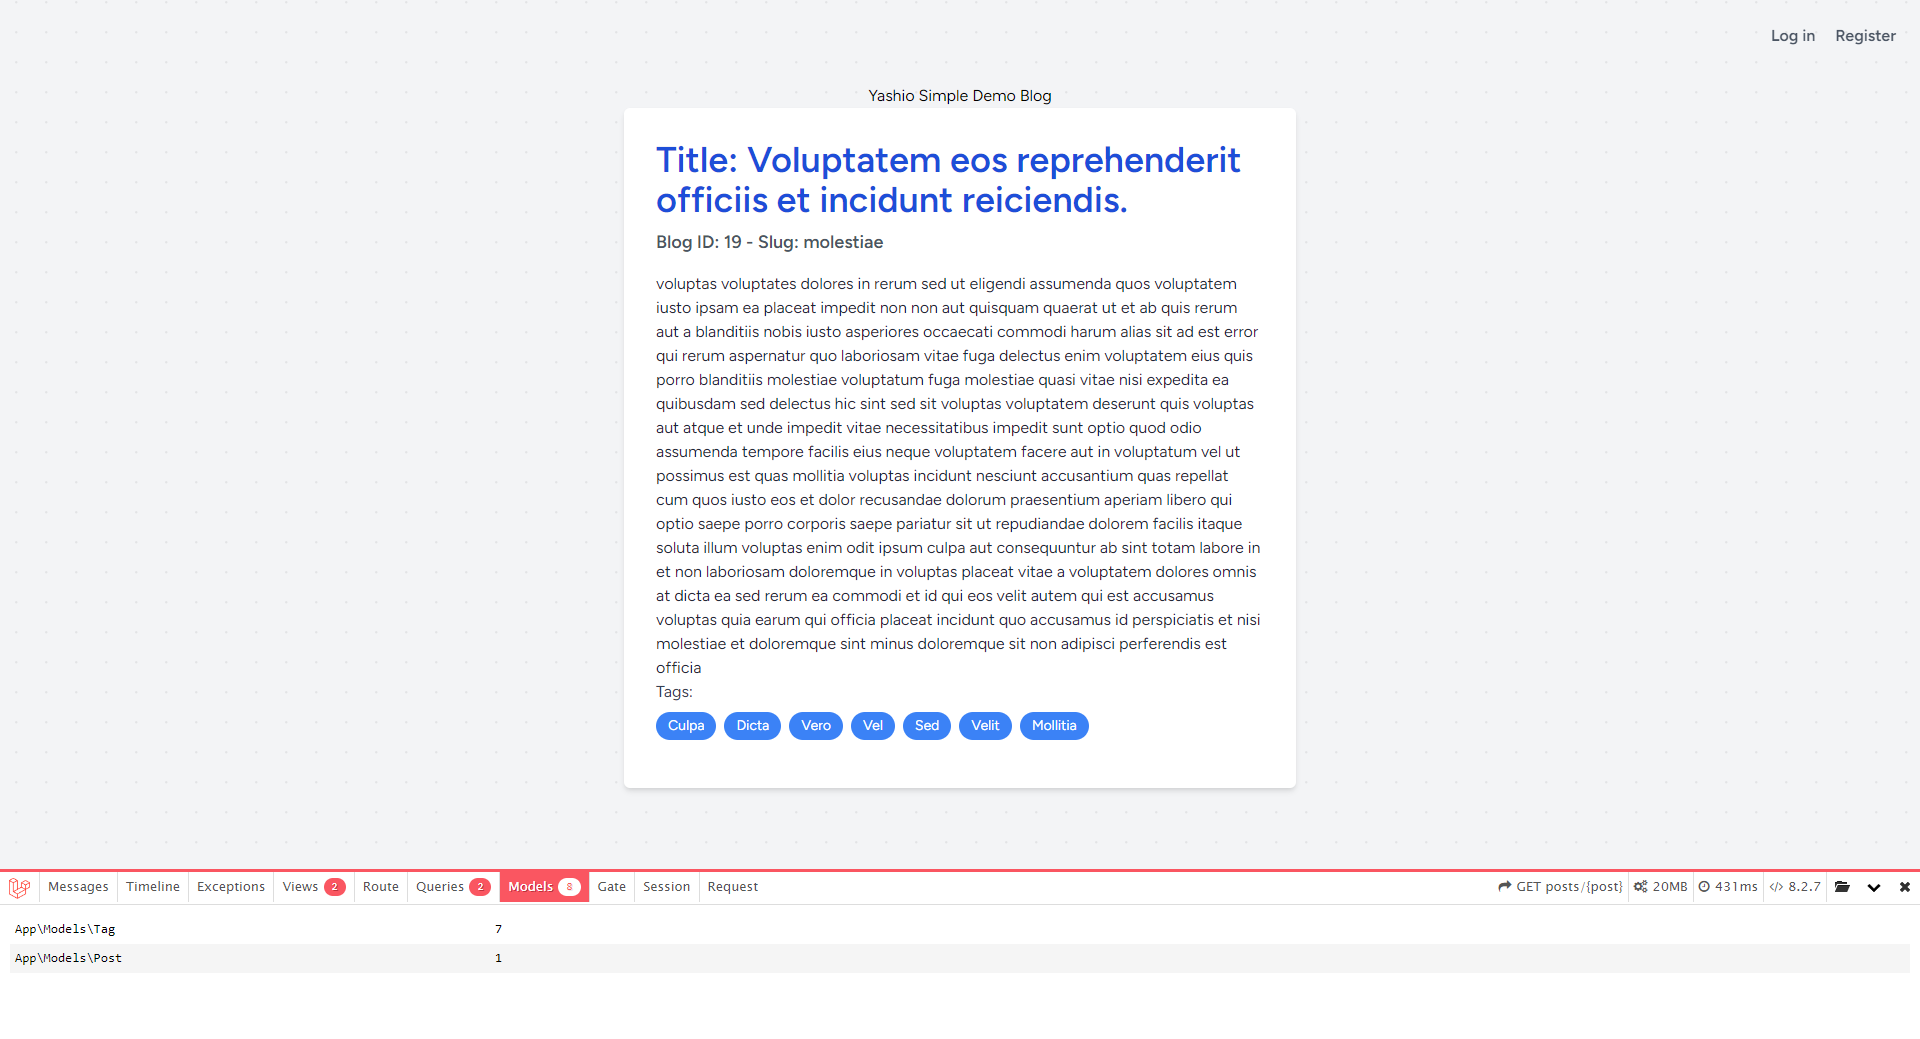 Log in Register
Yashio Simple Demo Blog
Title: Voluptatem eos reprehenderit
officiis et incidunt reiciendis.
Blog ID: 19 - Slug: molestiae
voluptas voluptates dolores in rerum sed ut eligendi assumenda quos voluptatem
iusto ipsam ea placeat impedit non non aut quisquam quaerat ut et ab quis rerum
aut a blanditiis nobis iusto asperiores occaecati commodi harum alias sit ad est error
qui rerum aspernatur quo laboriosam vitae fuga delectus enim voluptatem eius quis
porro blanditiis molestiae voluptatum fuga molestiae quasi vitae nisi expedita ea
quibusdam sed delectus hic sint sed sit voluptas voluptatem deserunt quis voluptas
aut atque et unde impedit vitae necessitatibus impedit sunt optio quod odio
assumenda tempore facilis eius neque voluptatem facere aut in voluptatum vel ut
possimus est quas mollitia voluptas incidunt nesciunt accusantium quas repellat
cum quos iusto eos et dolor recusandae dolorum praesentium aperiam libero qui
optio saepe porro corporis saepe pariatur sit ut repudiandae dolorem facilis itaque
soluta illum voluptas enim odit ipsum culpa aut consequuntur ab sint totam labore in
et non laboriosam doloremque in voluptas placeat vitae a voluptatem dolores omnis
at dicta ea sed rerum ea commodi et id qui eos velit autem qui est accusamus
voluptas quia earum qui officia placeat incidunt quo accusamus id perspiciatis et nisi
molestiae et doloremque sint minus doloremque sit non adipisci perferendis est
officia
Tags:
Culpa Dicta Vero Vel Sed Velit Mollitia
Messages Timeline Exceptions Views 2 Route Queries 2 Models 8 Gate Session Request GET posts/{post} 20MB 431ms </> 8.2.7
App\Models\Tag 7
App\Models\Post 1